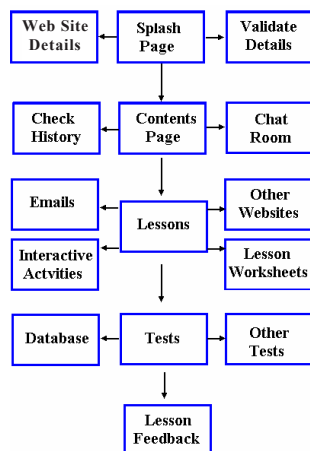 Web Site
Details
Splash
Page
Validate
Details
Check
History
Contents
Page
Chat
Room
Emails
Lessons
Other
Websites
Interactive
Actvities
Lesson
Worksheets
Database
Tests
Other
Tests
Lesson
Feedback